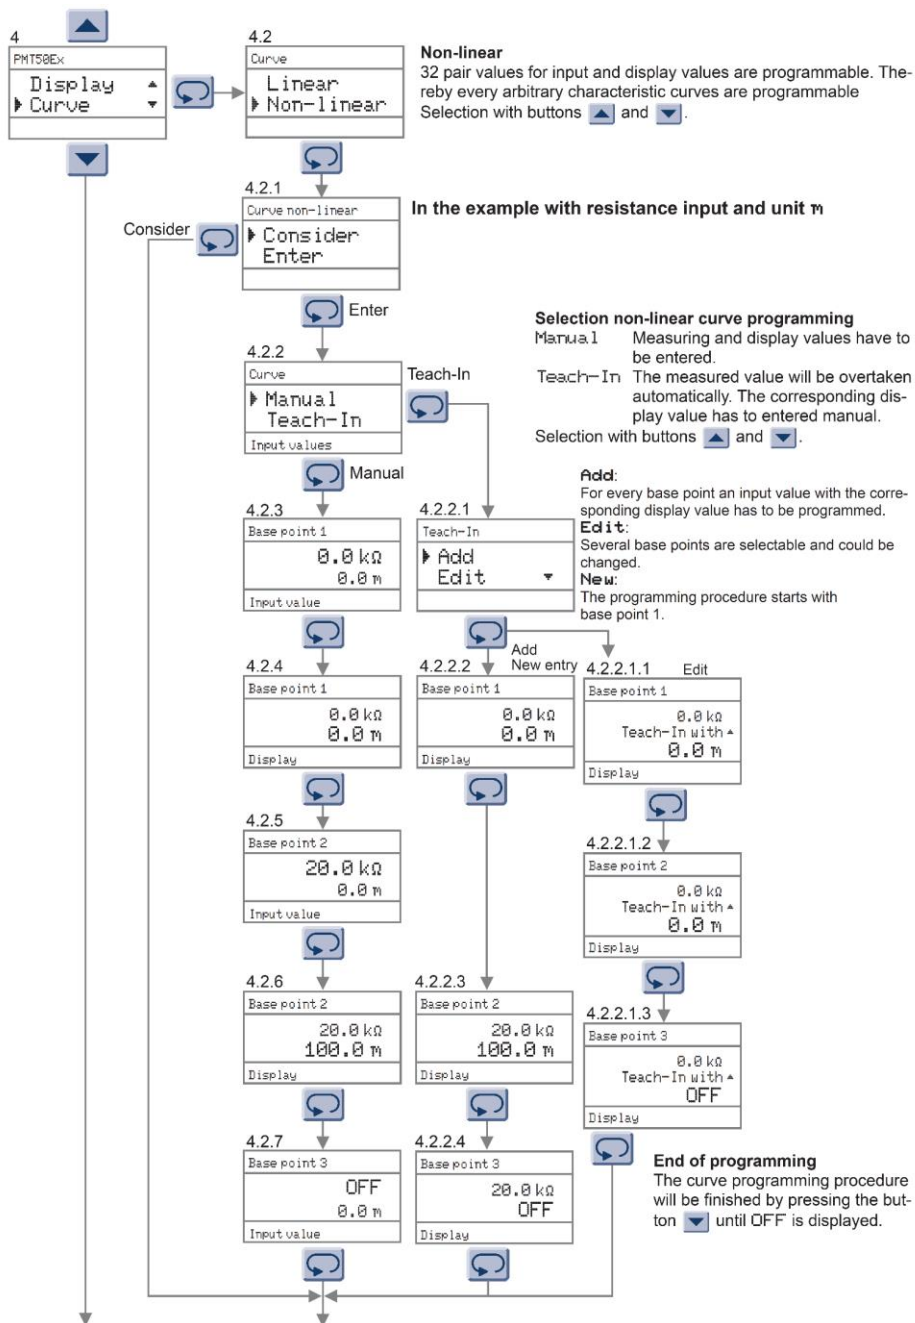 4
PMT50Ex
Display
Curve
4.2
Curve
Linear
Non-linear
Non-linear
32 pair values for input and display values are programmable. The-
reby every arbitrary characteristic curves are programmable
Selection with buttons ▲ and ▼.
4.2.1
Curve non-linear
Consider
Enter
Consider
In the example with resistance input and unit m
Enter
4.2.2
Curve
Manual
Teach-In
Input values
Teach-In
Selection non-linear curve programming
Manual Measuring and display values have to
be entered.
Teach-In The measured value will be overtaken
automatically. The corresponding dis-
play value has to entered manual.
Selection with buttons ▲ and ▼.
Manual
4.2.3
Base point 1
0.0 kΩ
0.0 m
Input value
4.2.2.1
Teach-In
Add
Edit
Add:
For every base point an input value with the corre-
sponding display value has to be programmed.
Edit:
Several base points are selectable and could be
changed.
New:
The programming procedure starts with
base point 1.
Add
New entry
4.2.4
Base point 1
0.0 kΩ
0.0 m
Display
4.2.2.2
Base point 1
0.0 kΩ
0.0 m
Display
4.2.2.1.1 Edit
Base point 1
0.0 kΩ
Teach-In with ▲
0.0 m
Display
4.2.5
Base point 2
20.0 kΩ
0.0 m
Input value
4.2.2.1.2
Base point 2
0.0 kΩ
Teach-In with ▲
0.0 m
Display
4.2.6
Base point 2
20.0 kΩ
100.0 m
Display
4.2.2.3
Base point 2
20.0 kΩ
100.0 m
Display
4.2.2.1.3
Base point 3
0.0 kΩ
Teach-In with ▲
OFF
Display
4.2.7
Base point 3
OFF
0.0 m
Input value
4.2.2.4
Base point 3
20.0 kΩ
OFF
Display
End of programming
The curve programming procedure
will be finished by pressing the but-
ton ▼ until OFF is displayed.